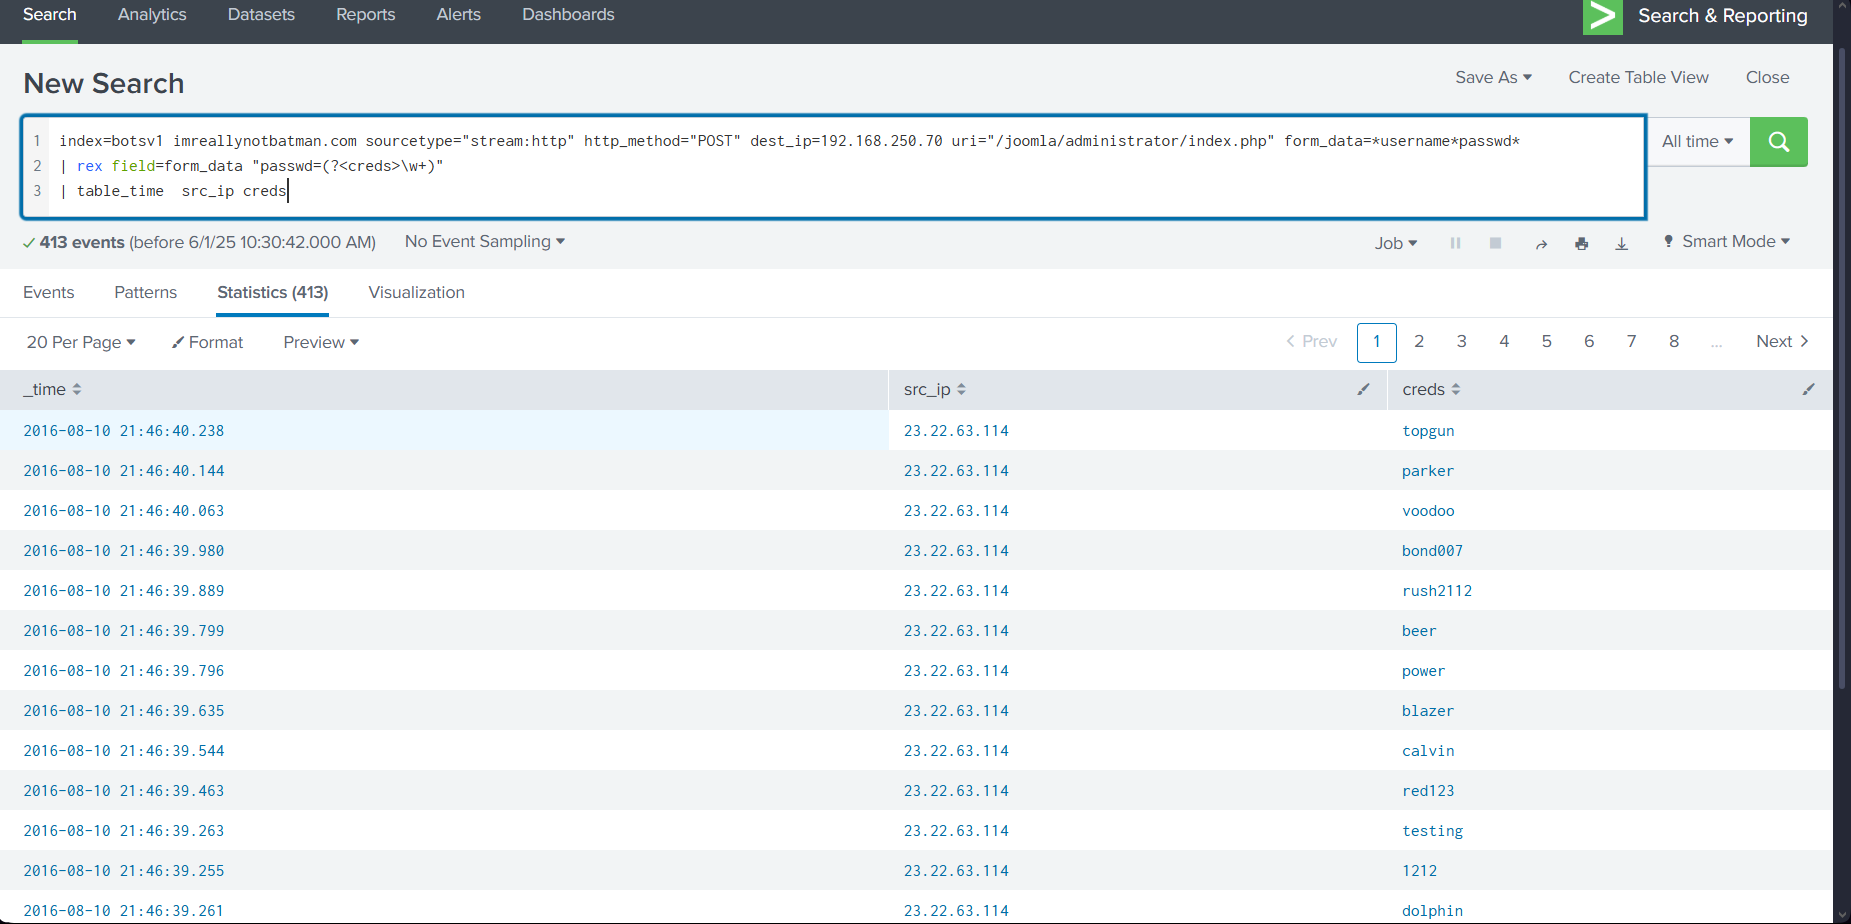 Search Analytics Datasets Reports Alerts Dashboards > Search & Reporting
New Search Save As Create Table View Close
1 index=botsv1 imreallynotbatman.com sourcetype="stream:http" http_method="POST" dest_ip=192.168.250.70 uri="/joomla/administrator/index.php" form_data=*username*passwd* All time
2 | rex field=form_data "passwd=(?<creds>\w+)"
3 | table_time  src_ip creds
413 events (before 6/1/25 10:30:42.000 AM) No Event Sampling Job Smart Mode
Events Patterns Statistics (413) Visualization
20 Per Page Format Preview < Prev 1 2 3 4 5 6 7 8 ... Next >
_time src_ip creds
2016-08-10 21:46:40.238 23.22.63.114 topgun
2016-08-10 21:46:40.144 23.22.63.114 parker
2016-08-10 21:46:40.063 23.22.63.114 voodoo
2016-08-10 21:46:39.980 23.22.63.114 bond007
2016-08-10 21:46:39.889 23.22.63.114 rush2112
2016-08-10 21:46:39.799 23.22.63.114 beer
2016-08-10 21:46:39.796 23.22.63.114 power
2016-08-10 21:46:39.635 23.22.63.114 blazer
2016-08-10 21:46:39.544 23.22.63.114 calvin
2016-08-10 21:46:39.463 23.22.63.114 red123
2016-08-10 21:46:39.263 23.22.63.114 testing
2016-08-10 21:46:39.255 23.22.63.114 1212
2016-08-10 21:46:39.261 23.22.63.114 dolphin